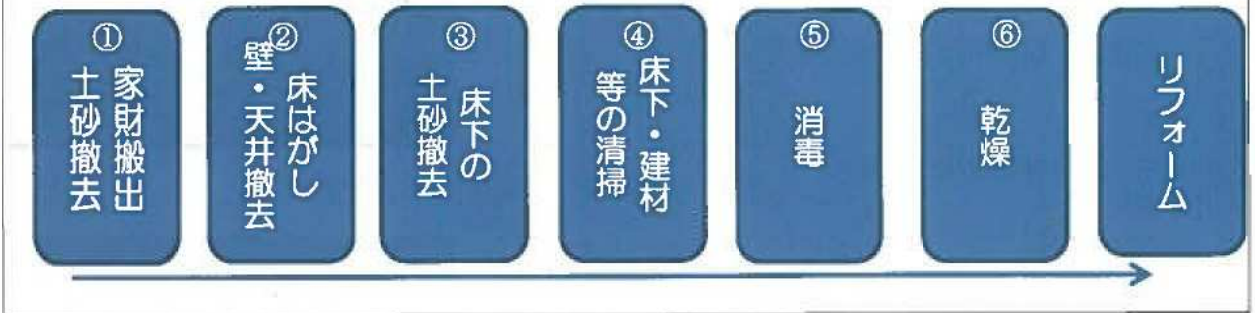 ①
家財搬出
土砂撤去
②
床はがし
壁・天井撤去
③
床下の
土砂撤去
④
床下・建材
等の清掃
⑤
消毒
⑥
乾燥
リフォーム